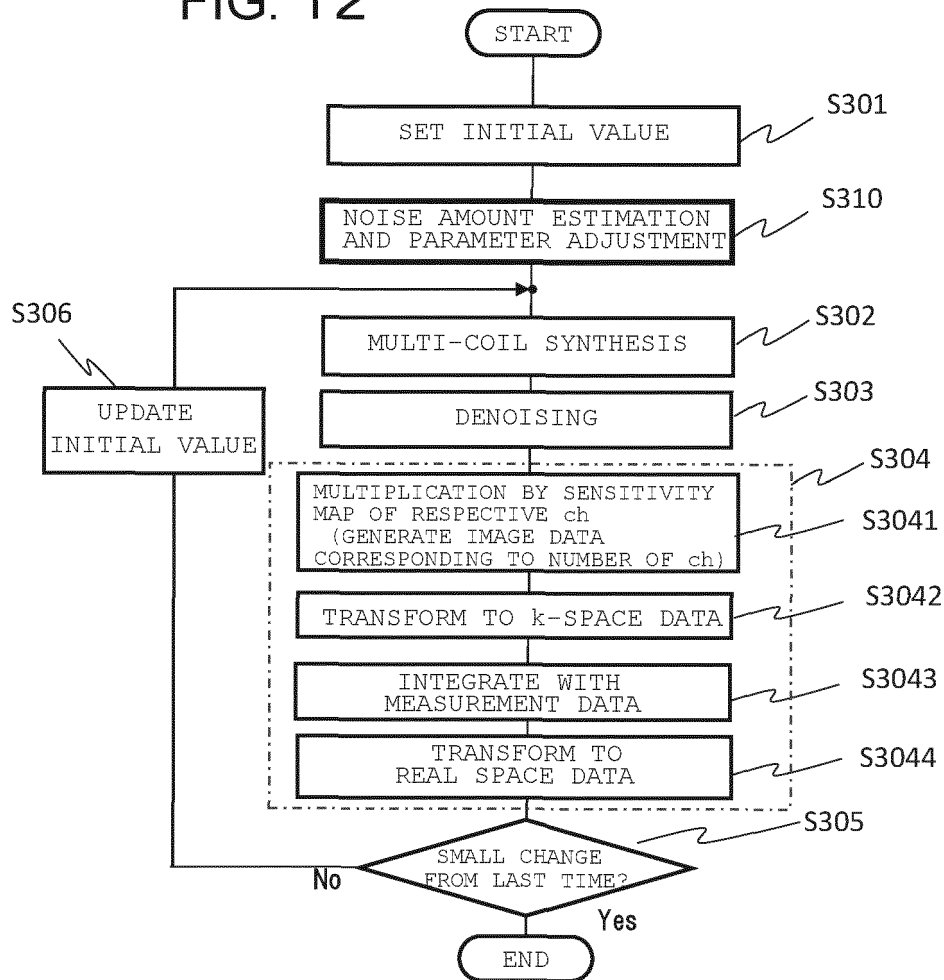 FIG. 12
START
SET INITIAL VALUE
S301
NOISE AMOUNT ESTIMATION
AND PARAMETER ADJUSTMENT
S310
S306
UPDATE
INITIAL VALUE
MULTI-COIL SYNTHESIS
S302
DENOISING
S303
S304
MULTIPLICATION BY SENSITIVITY
MAP OF RESPECTIVE ch
(GENERATE IMAGE DATA
CORRESPONDING TO NUMBER OF ch)
S3041
TRANSFORM TO k-SPACE DATA
S3042
INTEGRATE WITH
MEASUREMENT DATA
S3043
TRANSFORM TO
REAL SPACE DATA
S3044
S305
SMALL CHANGE
FROM LAST TIME?
No
Yes
END